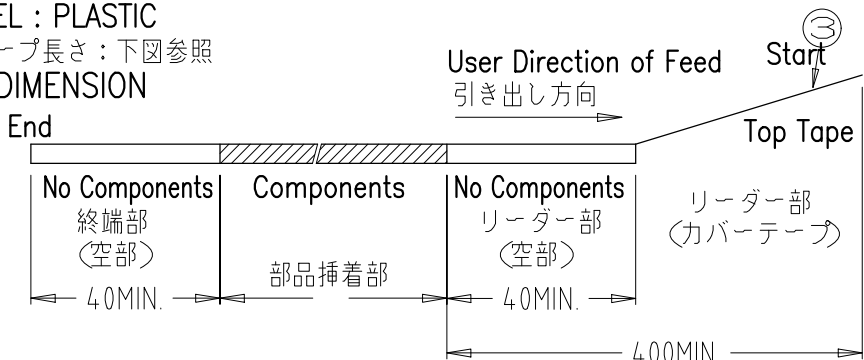 EL : PLASTIC
ープ長さ : 下図参照
DIMENSION
③
User Direction of Feed
Start
引き出し方向
End
Top Tape
No Components
Components
No Components
終端部
(空部)
部品挿着部
リーダー部
(空部)
リーダー部
(カバーテープ)
40MIN.
40MIN.
400MIN